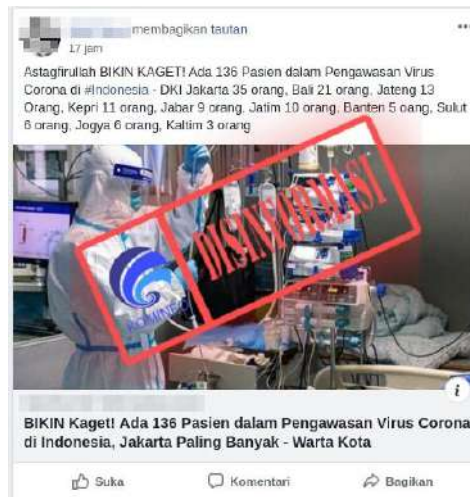 membagikan tautan
17 jam
Astagfirullah BIKIN KAGET! Ada 136 Pasien dalam Pengawasan Virus
Corona di #Indonesia - DKI Jakarta 35 orang, Bali 21 orang, Jateng 13
Orang, Kepri 11 orang, Jabar 9 orang, Jatim 10 orang, Banten 5 oang, Sulut
6 orang, Jogya 6 orang, Kaltim 3 orang
KOMINFO
DISINFORMASI
BIKIN Kaget! Ada 136 Pasien dalam Pengawasan Virus Corona
di Indonesia, Jakarta Paling Banyak - Warta Kota
Suka
Komentari
Bagikan